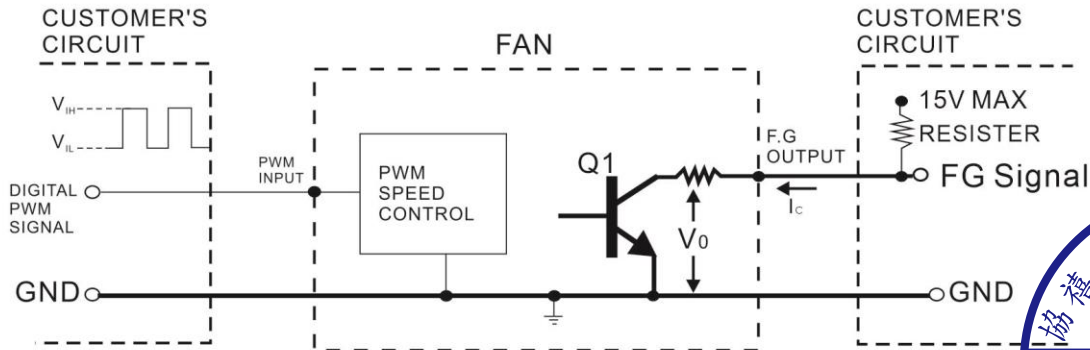 CUSTOMER'S
CIRCUIT
FAN
CUSTOMER'S
CIRCUIT
VIH
VIL
15V MAX
RESISTER
PWM
INPUT
PWM
SPEED
CONTROL
Q1
F.G
OUTPUT
FG Signal
DIGITAL
PWM
SIGNAL
IC
V0
GND
GND
協禧